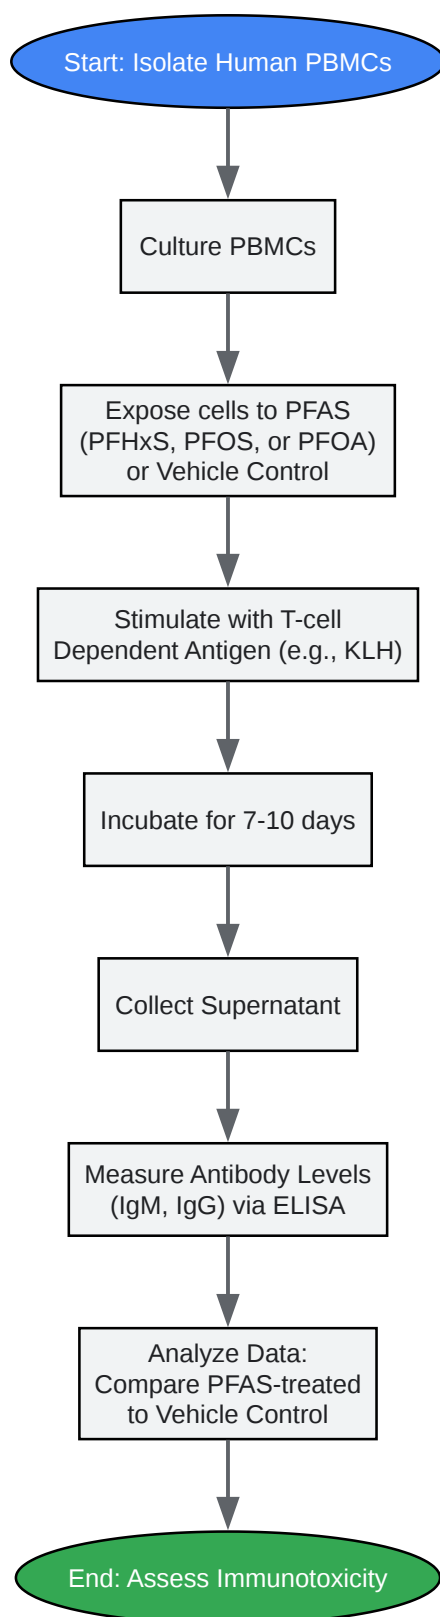 Start: Isolate Human PBMCs
Culture PBMCs
Expose cells to PFAS
(PFHxS, PFOS, or PFOA)
or Vehicle Control
Stimulate with T-cell
Dependent Antigen (e.g., KLH)
Incubate for 7-10 days
Collect Supernatant
Measure Antibody Levels
(IgM, IgG) via ELISA
Analyze Data:
Compare PFAS-treated
to Vehicle Control
End: Assess Immunotoxicity